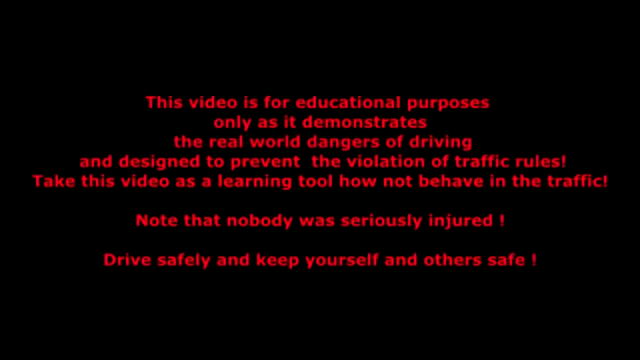 This video is for educational purposes
only as it demonstrates
the real world dangers of driving
and designed to prevent  the violation of traffic rules!
Take this video as a learning tool how not behave in the traffic!
Note that nobody was seriously injured !
Drive safely and keep yourself and others safe !